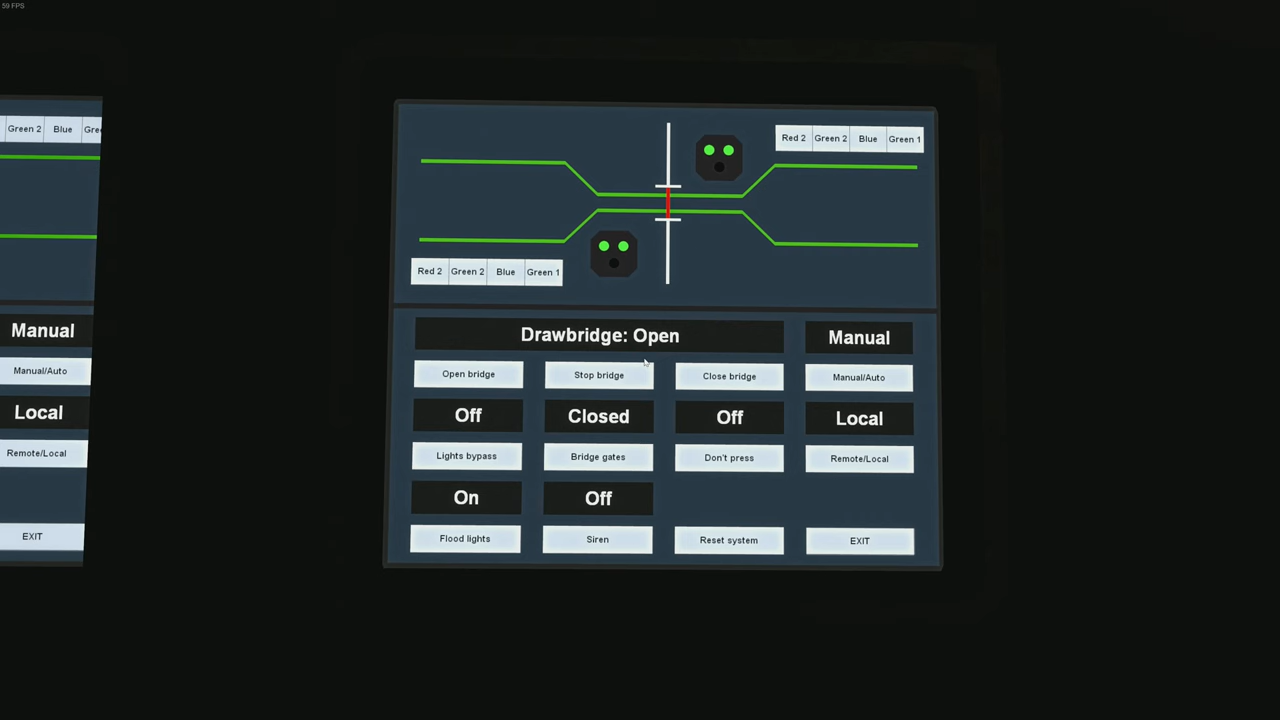 59 FPS
Green 2 Blue
Manual
Manual/Auto
Local
Remote/Local
EXIT
Red 2 Green 2 Blue Green 1
Red 2 Green 2 Blue Green 1
Drawbridge: Open Manual
Open bridge Stop bridge Close bridge Manual/Auto
Off Closed Off Local
Lights bypass Bridge gates Don't press Remote/Local
On Off
Flood lights Siren Reset system EXIT